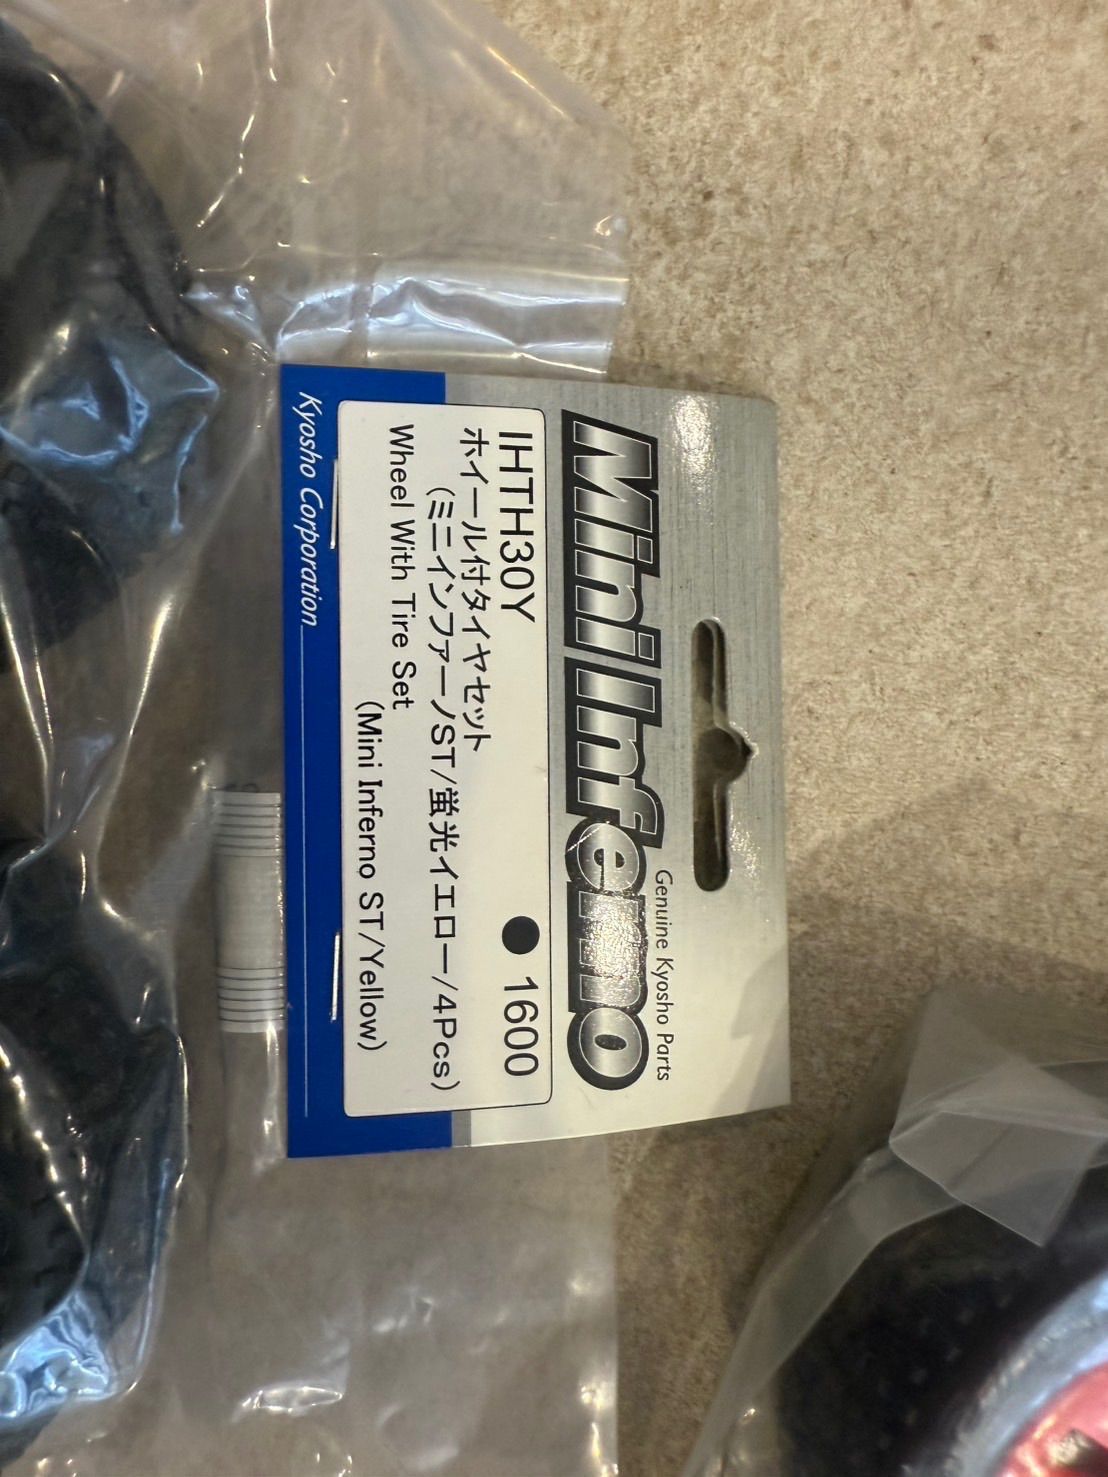 Genuine Kyosho Parts
Mini Inferno
IHTH30Y ● 1600
ホイール付タイヤセット
(ミニインファーノST/蛍光イエロー/4Pcs)
Wheel With Tire Set
(Mini Inferno ST/Yellow)
Kyosho Corporation